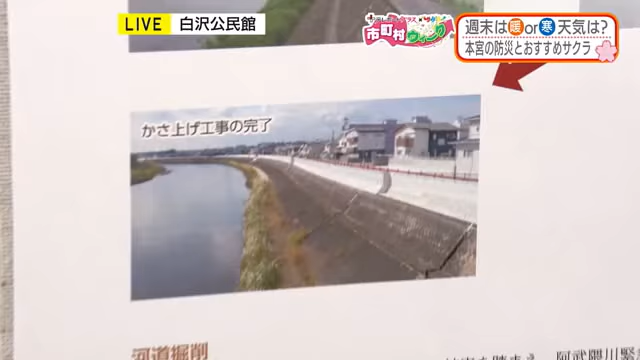 LIVE 白沢公民館
市町村
週末は暖or寒天気は?
本宮の防災とおすすめサクラ
かさ上げ工事の完了
河道掘削
阿武隈川緊